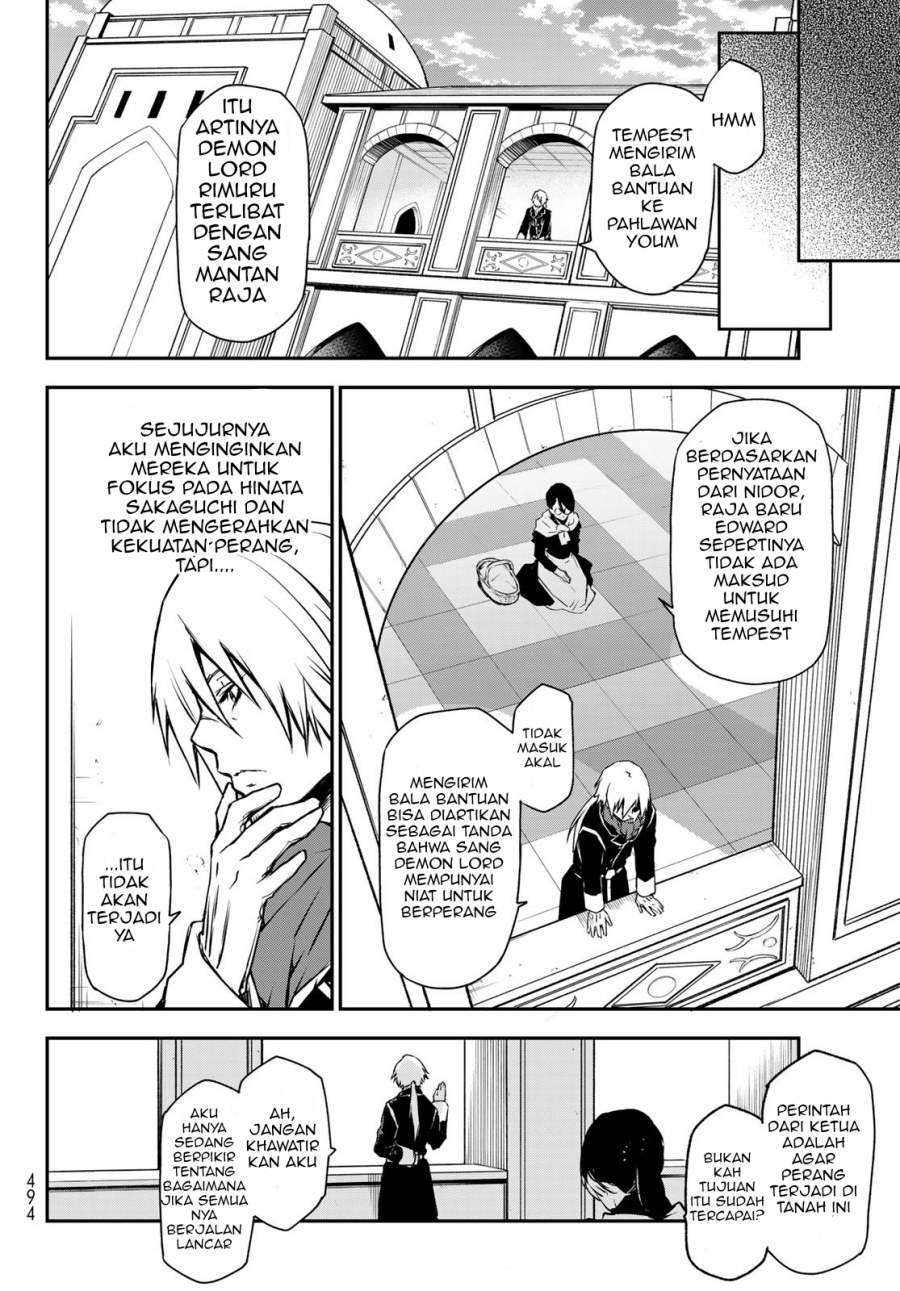 HMM
TEMPEST
MENGIRIM
BALA
BANTUAN
KE
PAHLAWAN
YOUM
ITU
ARTINYA
DEMON
LORD
RIMURU
TERLIBAT
DENGAN
SANG
MANTAN
RAJA
JIKA
BERDASARKAN
PERNYATAAN
DARI NIDOR,
RAJA BARU
EDWARD
SEPERTINYA
TIDAK ADA
MAKSUD
UNTUK
MEMUSUHI
TEMPEST
TIDAK
MASUK
AKAL
MENGIRIM
BALA BANTUAN
BISA DIARTIKAN
SEBAGAI TANDA
BAHWA SANG
DEMON LORD
MEMPUNYAI
NIAT UNTUK
BERPERANG
SEJUJURNYA
AKU MENGINGINKAN
MEREKA UNTUK
FOKUS PADA HINATA
SAKAGUCHI DAN
TIDAK MENGERAHKAN
KEKUATAN PERANG,
TAPI....
...ITU
TIDAK
AKAN
TERJADI
YA
PERINTAH
DARI KETUA
ADALAH
AGAR
PERANG
TERJADI DI
TANAH INI
BUKAN
KAH
TUJUAN
ITU SUDAH
TERCAPAI?
AH,
JANGAN
KHAWATIR
KAN AKU
AKU
HANYA
SEDANG
BERPIKIR
TENTANG
BAGAIMANA
JIKA SEMUA
NYA
BERJALAN
LANCAR
494